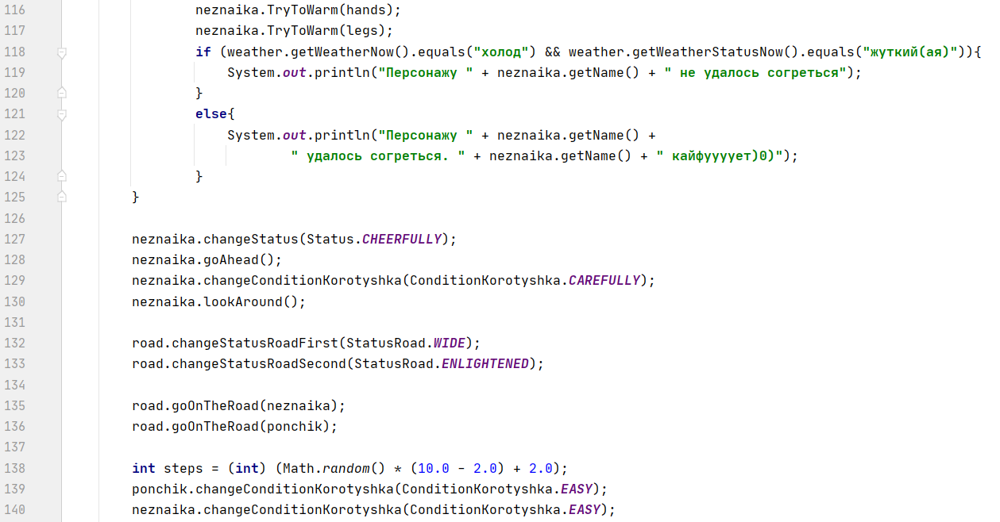 116 neznaika.TryToWarm(hands);
117 neznaika.TryToWarm(legs);
118 if (weather.getWeatherNow().equals("холод") && weather.getWeatherStatusNow().equals("жуткий(ая)")){
119 System.out.println("Персонажу " + neznaika.getName() + " не удалось согреться");
120 }
121 else{
122 System.out.println("Персонажу " + neznaika.getName() +
123 " удалось согреться. " + neznaika.getName() + " кайфуууует)0)");
124 }
125 }
126
127 neznaika.changeStatus(Status.CHEERFULLY);
128 neznaika.goAhead();
129 neznaika.changeConditionKorotyshka(ConditionKorotyshka.CAREFULLY);
130 neznaika.lookAround();
131
132 road.changeStatusRoadFirst(StatusRoad.WIDE);
133 road.changeStatusRoadSecond(StatusRoad.ENLIGHTENED);
134
135 road.goOnTheRoad(neznaika);
136 road.goOnTheRoad(ponchik);
137
138 int steps = (int) (Math.random() * (10.0 - 2.0) + 2.0);
139 ponchik.changeConditionKorotyshka(ConditionKorotyshka.EASY);
140 neznaika.changeConditionKorotyshka(ConditionKorotyshka.EASY);